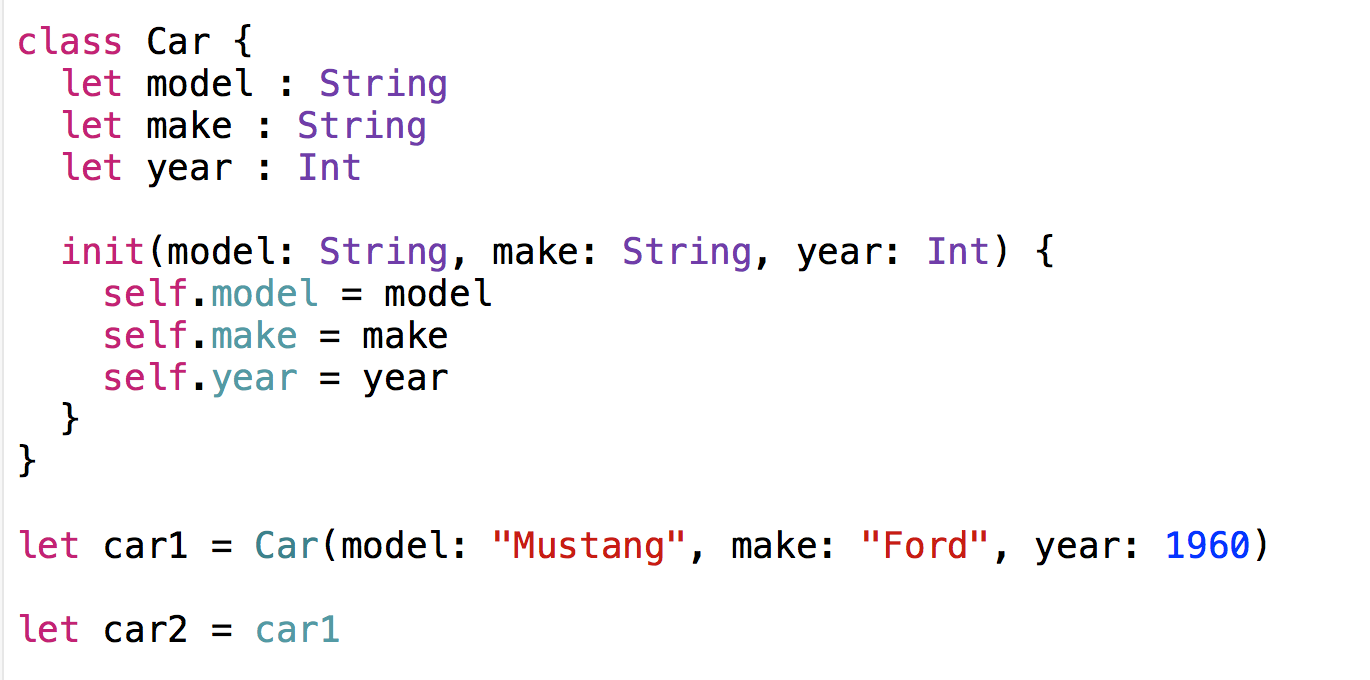 class Car {
  let model : String
  let make : String
  let year : Int

  init(model: String, make: String, year: Int) {
    self.model = model
    self.make = make
    self.year = year
  }
}

let car1 = Car(model: "Mustang", make: "Ford", year: 1960)

let car2 = car1